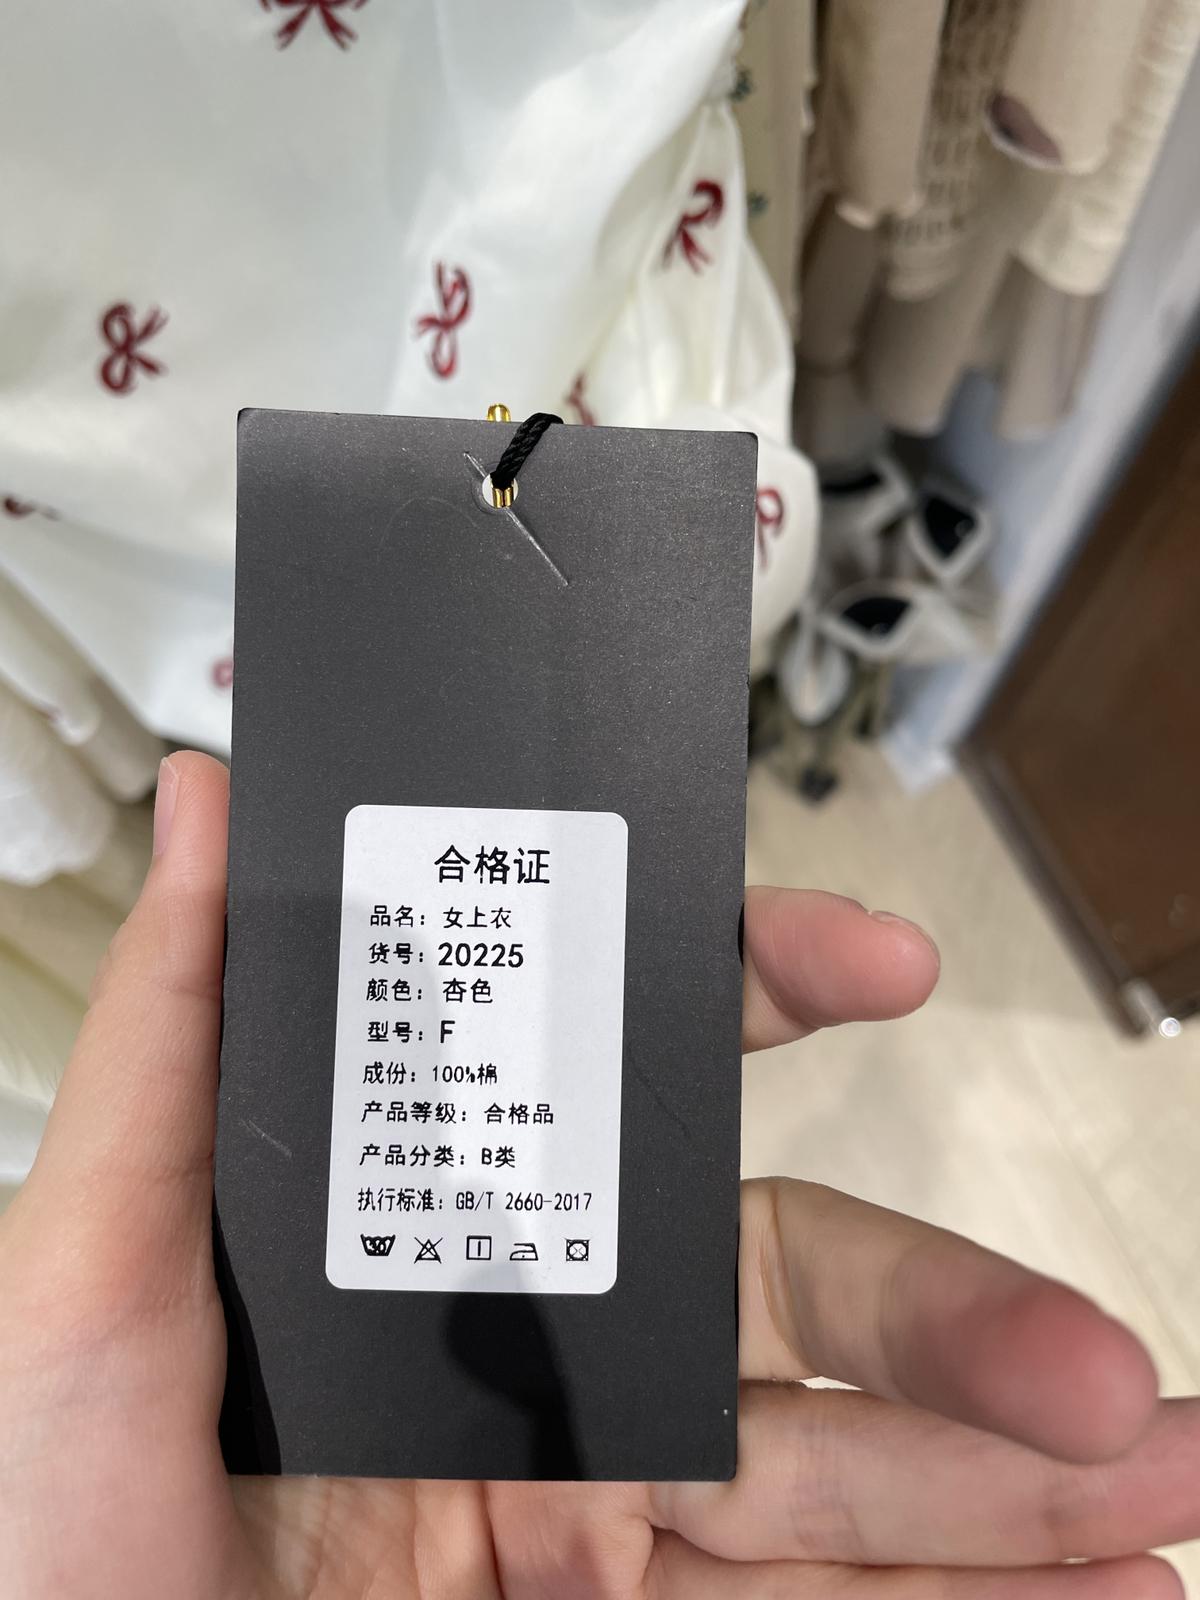 合格证
品名：女上衣
货号：20225
颜色：杏色
型号：F
成份：100%棉
产品等级：合格品
产品分类：B类
执行标准：GB/T 2660-2017
30